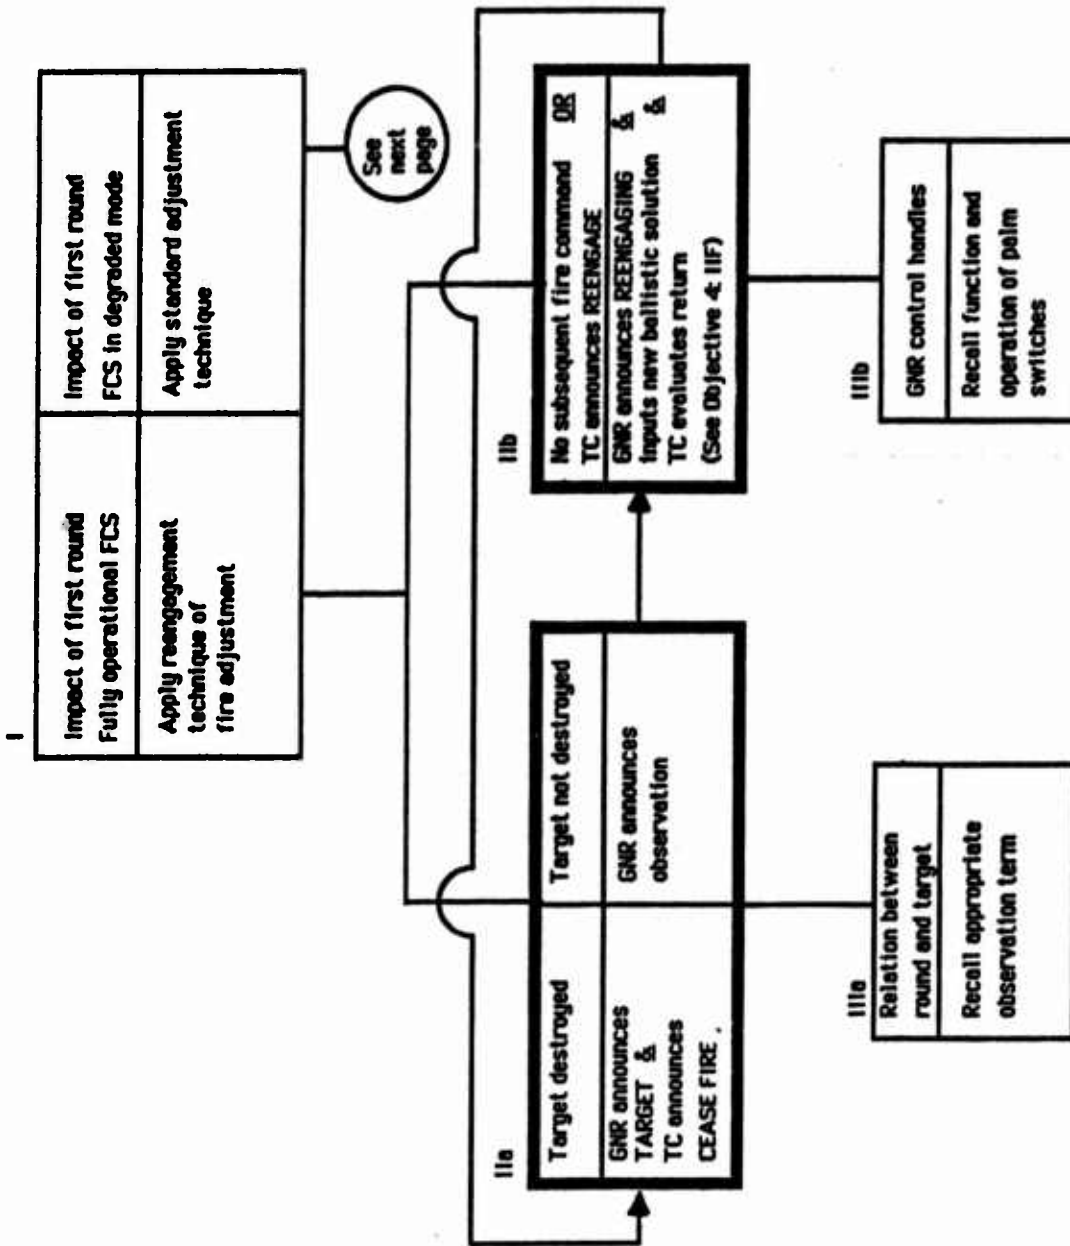 I
Impact of first round
Fully operational FCS
Apply reengagement
technique of
fire adjustment
Impact of first round
FCS in degraded mode
Apply standard adjustment
technique
See
next
page
IIa
Target destroyed
GNR announces
TARGET &
TC announces
CEASE FIRE .
Target not destroyed
GNR announces
observation
IIb
No subsequent fire command OR
TC announces REENGAGE
GNR announces REENGAGING &
inputs new ballistic solution &
TC evaluates return
(See Objective 4: IIF)
IIIa
Relation between
round and target
Recall appropriate
observation term
IIIb
GNR control handles
Recall function and
operation of palm
switches